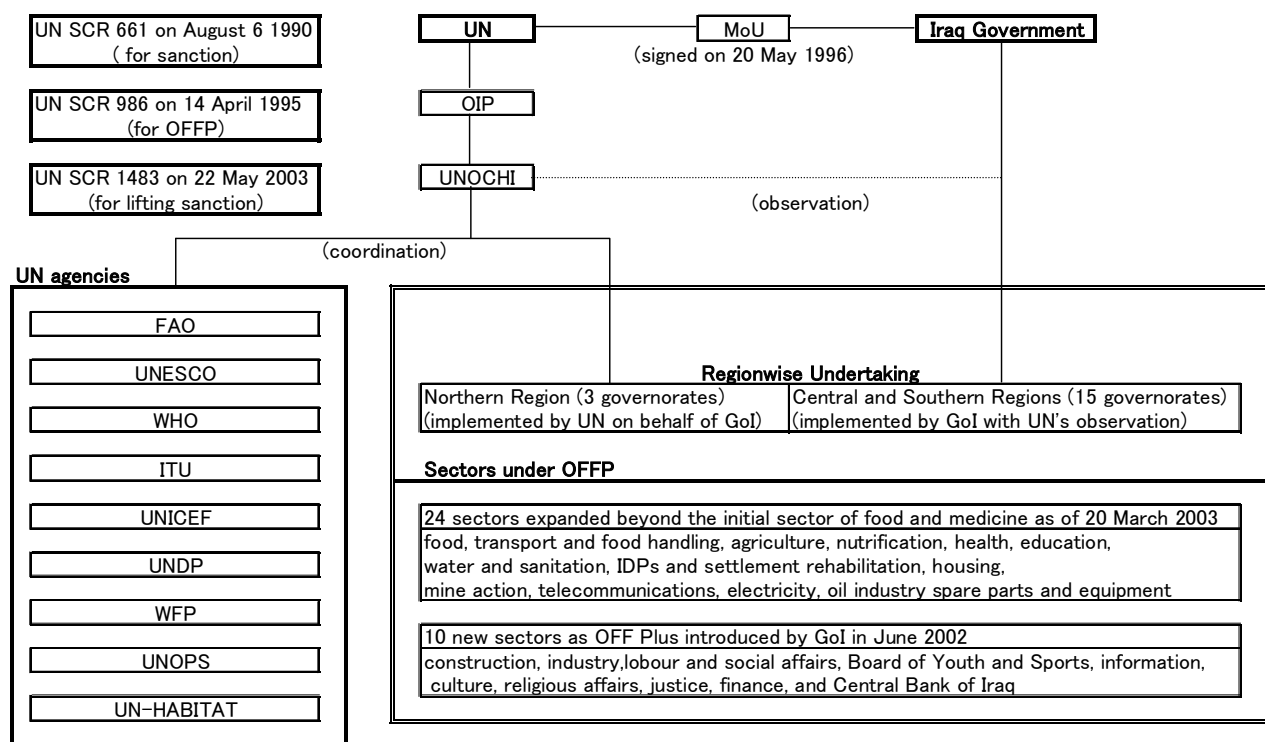 UN SCR 661 on August 6 1990
( for sanction)
UN SCR 986 on 14 April 1995
(for OFFP)
UN SCR 1483 on 22 May 2003
(for lifting sanction)
UN
MoU
Iraq Government
(signed on 20 May 1996)
OIP
UNOCHI
(observation)
(coordination)
UN agencies
FAO
UNESCO
WHO
ITU
UNICEF
UNDP
WFP
UNOPS
UN-HABITAT
Regionwise Undertaking
Northern Region (3 governorates)
(implemented by UN on behalf of GoI)
Central and Southern Regions (15 governorates)
(implemented by GoI with UN's observation)
Sectors under OFFP
24 sectors expanded beyond the initial sector of food and medicine as of 20 March 2003
food, transport and food handling, agriculture, nutrification, health, education,
water and sanitation, IDPs and settlement rehabilitation, housing,
mine action, telecommunications, electricity, oil industry spare parts and equipment
10 new sectors as OFF Plus introduced by GoI in June 2002
construction, industry,lobour and social affairs, Board of Youth and Sports, information,
culture, religious affairs, justice, finance, and Central Bank of Iraq